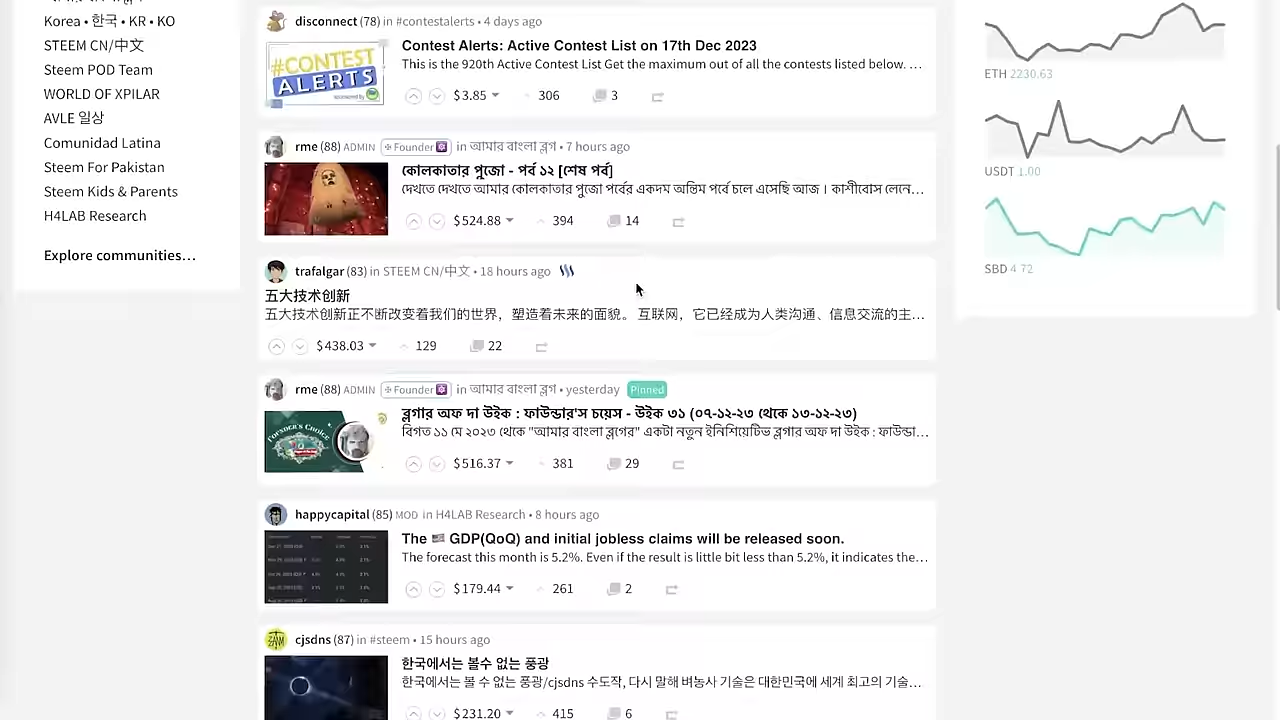 Korea • 한국 • KR • KO
STEEM CN/中文
Steem POD Team
WORLD OF XPILAR
AVLE 일상
Comunidad Latina
Steem For Pakistan
Steem Kids & Parents
H4LAB Research
Explore communities…
disconnect (78) in #contestalerts • 4 days ago
#CONTEST
ALERTS
Contest Alerts: Active Contest List on 17th Dec 2023
This is the 920th Active Contest List Get the maximum out of all the contests listed below. …
$3.85 306 3
rme (88) ADMIN Founder in আমার বাংলা ব্লগ • 7 hours ago
কোলকাতার পুজো - পর্ব ১২ [শেষ পর্ব]
দেখতে দেখতে আমার কোলকাতার পুজো পর্বের একদম অন্তিম পর্বে চলে এসেছি আজ । কাশীবোস লেনে…
$524.88 394 14
trafalgar (83) in STEEM CN/中文 • 18 hours ago
五大技术创新
五大技术创新正不断改变着我们的世界，塑造着未来的面貌。 互联网，它已经成为人类沟通、信息交流的主…
$438.03 129 22
rme (88) ADMIN Founder in আমার বাংলা ব্লগ • yesterday Pinned
ব্লগার অফ দা উইক : ফাউন্ডার'স চয়েস - উইক ৩১ (০৭-১২-২৩ থেকে ১৩-১২-২৩)
বিগত ১১ মে ২০২৩ থেকে "আমার বাংলা ব্লগের" একটা নতুন ইনিশিয়েটিভ ব্লগার অফ দা উইক : ফাউন্ডা…
$516.37 381 29
happycapital (85) MOD in H4LAB Research • 8 hours ago
The GDP(QoQ) and initial jobless claims will be released soon.
The forecast this month is 5.2%. Even if the result is little less than 5.2%, it indicates the…
44 2
cjsdns (87) in #steem • 15 hours ago
한국에서는 볼수 없는 풍광
한국에서는 볼 수 없는 풍광/cjsdns 수도작, 다시 말해 벼농사 기술은 대한민국에 세계 최고의 기술…
$231.20 415 6
ETH 2230.63
USDT 1.00
SBD 4.72